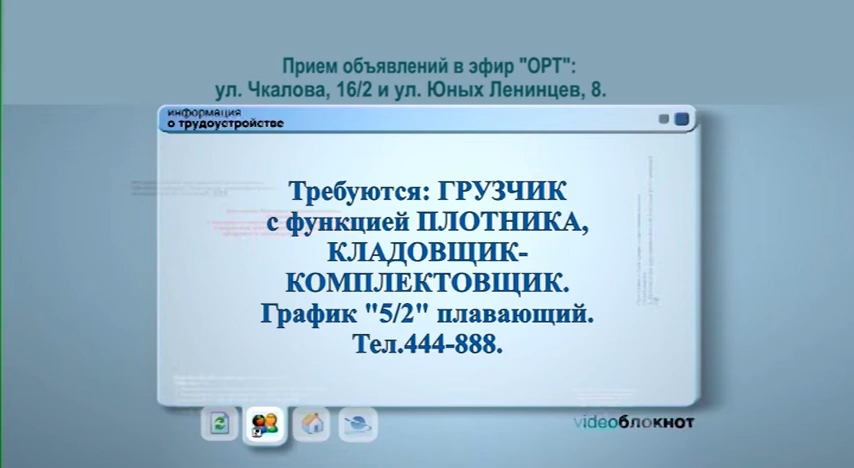 Прием объявлений в эфир "ОРТ":
ул. Чкалова, 16/2 и ул. Юных Ленинцев, 8.
информация
о трудоустройстве
Требуются: ГРУЗЧИК
с функцией ПЛОТНИКА,
КЛАДОВЩИК-
КОМПЛЕКТОВЩИК.
График "5/2" плавающий.
Тел.444-888.
videoблокнот